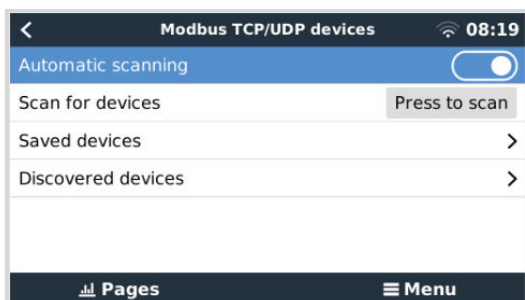 Modbus TCP/UDP devices 08:19
Automatic scanning
Scan for devices Press to scan
Saved devices
Discovered devices
Pages Menu